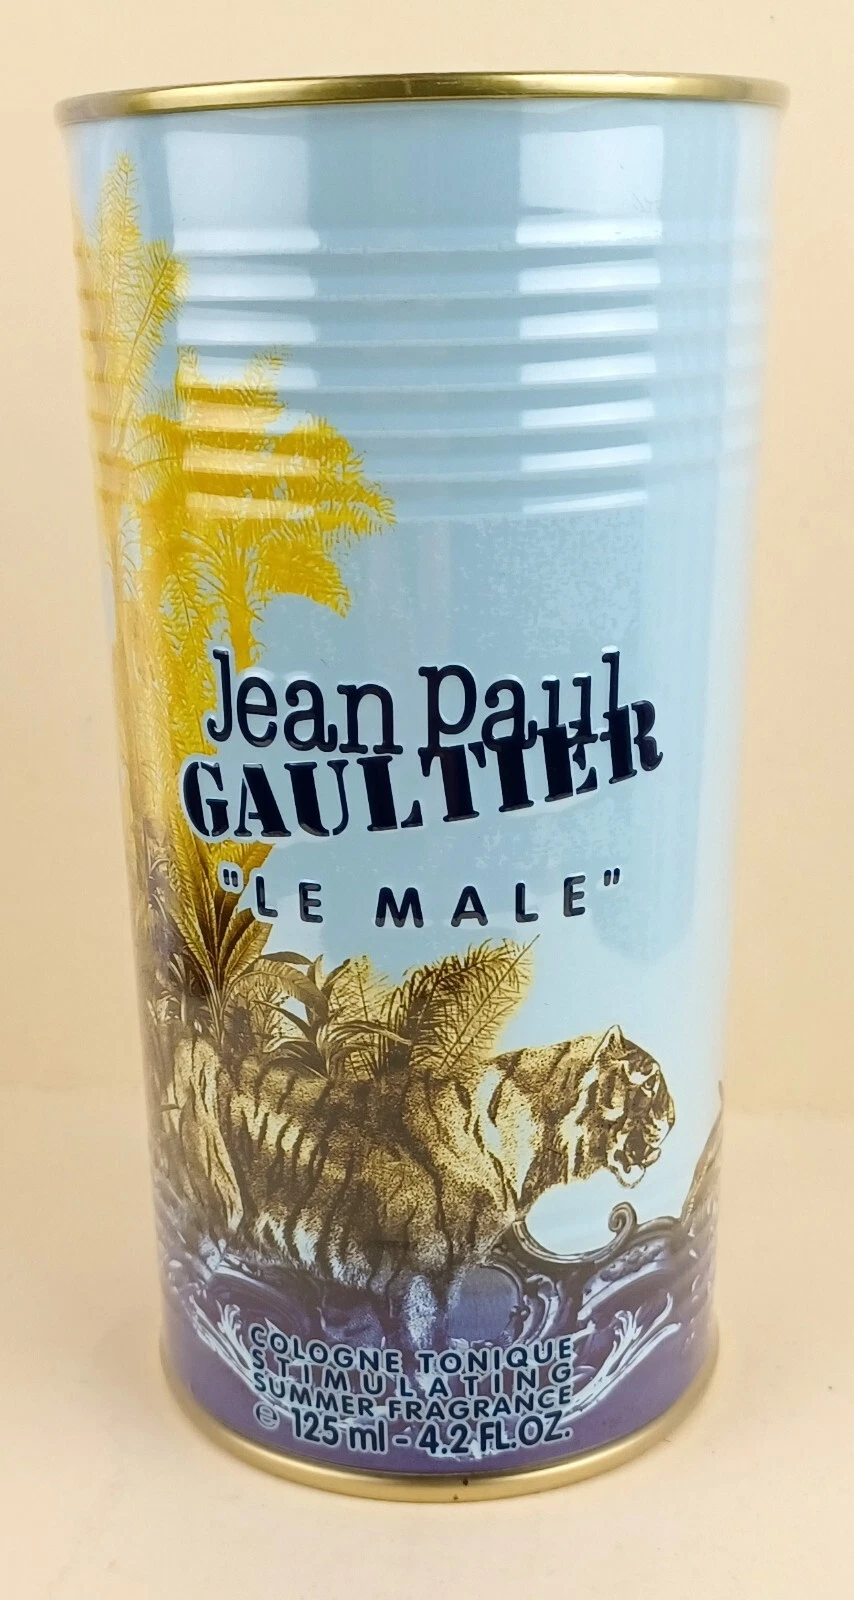 Jean Paul
GAULTIER
"LE MALE"
COLOGNE TONIQUE
STIMULATING
SUMMER FRAGRANCE
℮ 125 ml - 4.2 FL.OZ.